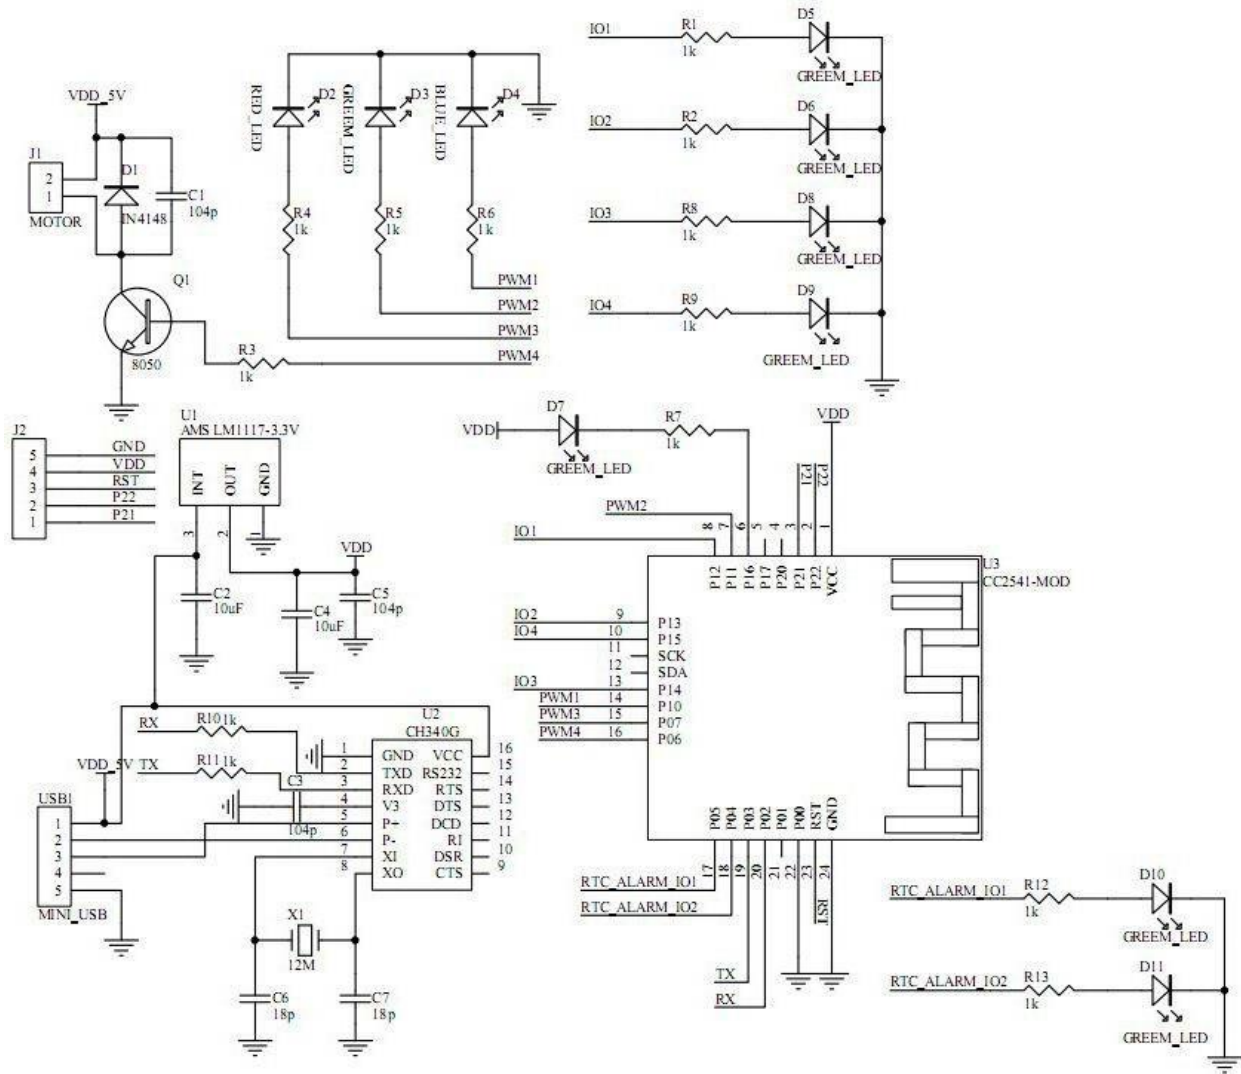 VDD_5V
J1
2
1
MOTOR
D1
IN4148
C1
104p
Q1
8050
RED_LED
D2
GREEM_LED
D3
BLUE_LED
D4
R4
1k
R5
1k
R6
1k
PWM1
PWM2
PWM3
PWM4
R3
1k
IO1
R1
1k
D5
GREEM_LED
IO2
R2
1k
D6
GREEM_LED
IO3
R8
1k
D8
GREEM_LED
IO4
R9
1k
D9
GREEM_LED
J2
5
4
3
2
1
GND
VDD
RST
P22
P21
U1
AMS LM1117-3.3V
INT
OUT
GND
3
2
1
VDD
C2
10uF
C4
10uF
C5
104p
VDD
D7
GREEM_LED
R7
1k
VDD
P21
P22
PWM2
IO1
8
7
6
5
4
3
2
1
P12
P11
P16
P17
P20
P21
P22
VCC
U3
CC2541-MOD
IO2
9
P13
IO4
10
P15
11
SCK
12
SDA
IO3
13
P14
PWM1
14
P10
PWM3
15
P07
PWM4
16
P06
P05
P04
P03
P02
P01
P00
RST
GND
17
18
19
20
21
22
23
24
RTC_ALARM_IO1
RTC_ALARM_IO2
RST
TX
RX
RX
R10 1k
TX
R11 1k
VDD_5V
C3
104p
U2
CH340G
1
GND
VCC
16
2
TXD
RS232
15
3
RXD
RTS
14
4
V3
DTS
13
5
P+
DCD
12
6
P-
RI
11
7
XI
DSR
10
8
XO
CTS
9
USB1
1
2
3
4
5
MINI_USB
X1
12M
C6
18p
C7
18p
RTC_ALARM_IO1
R12
1k
D10
GREEM_LED
RTC_ALARM_IO2
R13
1k
D11
GREEM_LED